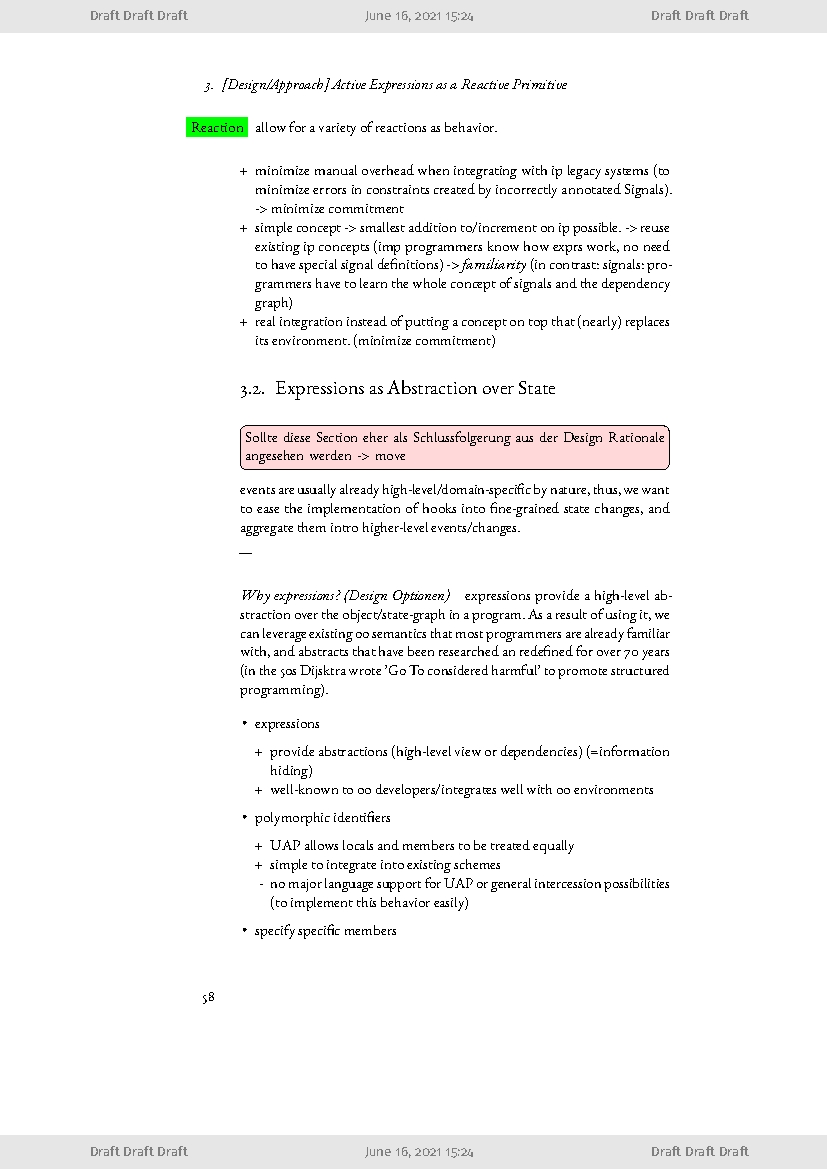 Draft Draft Draft June 16, 2021 15:24 Draft Draft Draft
3. [Design/Approach] Active Expressions as a Reactive Primitive
Reaction allow for a variety of reactions as behavior.
+ minimize manual overhead when integrating with ip legacy systems (to
minimize errors in constraints created by incorrectly annotated Signals).
-> minimize commitment
+ simple concept -> smallest addition to/increment on ip possible. -> reuse
existing ip concepts (imp programmers know how exprs work, no need
to have special signal definitions) -> familiarity (in contrast: signals: pro-
grammers have to learn the whole concept of signals and the dependency
graph)
+ real integration instead of putting a concept on top that (nearly) replaces
its environment. (minimize commitment)
3.2. Expressions as Abstraction over State
Sollte diese Section eher als Schlussfolgerung aus der Design Rationale
angesehen werden -> move
events are usually already high-level/domain-specific by nature, thus, we want
to ease the implementation of hooks into fine-grained state changes, and
aggregate them intro higher-level events/changes.
—
Why expressions? (Design Optionen) expressions provide a high-level ab-
straction over the object/state-graph in a program. As a result of using it, we
can leverage existing oo semantics that most programmers are already familiar
with, and abstracts that have been researched an redefined for over 70 years
(in the 50s Dijsktra wrote ’Go To considered harmful’ to promote structured
programming).
• expressions
+ provide abstractions (high-level view or dependencies) (=information
hiding)
+ well-known to oo developers/integrates well with oo environments
• polymorphic identifiers
+ UAP allows locals and members to be treated equally
+ simple to integrate into existing schemes
- no major language support for UAP or general intercession possibilities
(to implement this behavior easily)
• specify specific members
58
Draft Draft Draft June 16, 2021 15:24 Draft Draft Draft